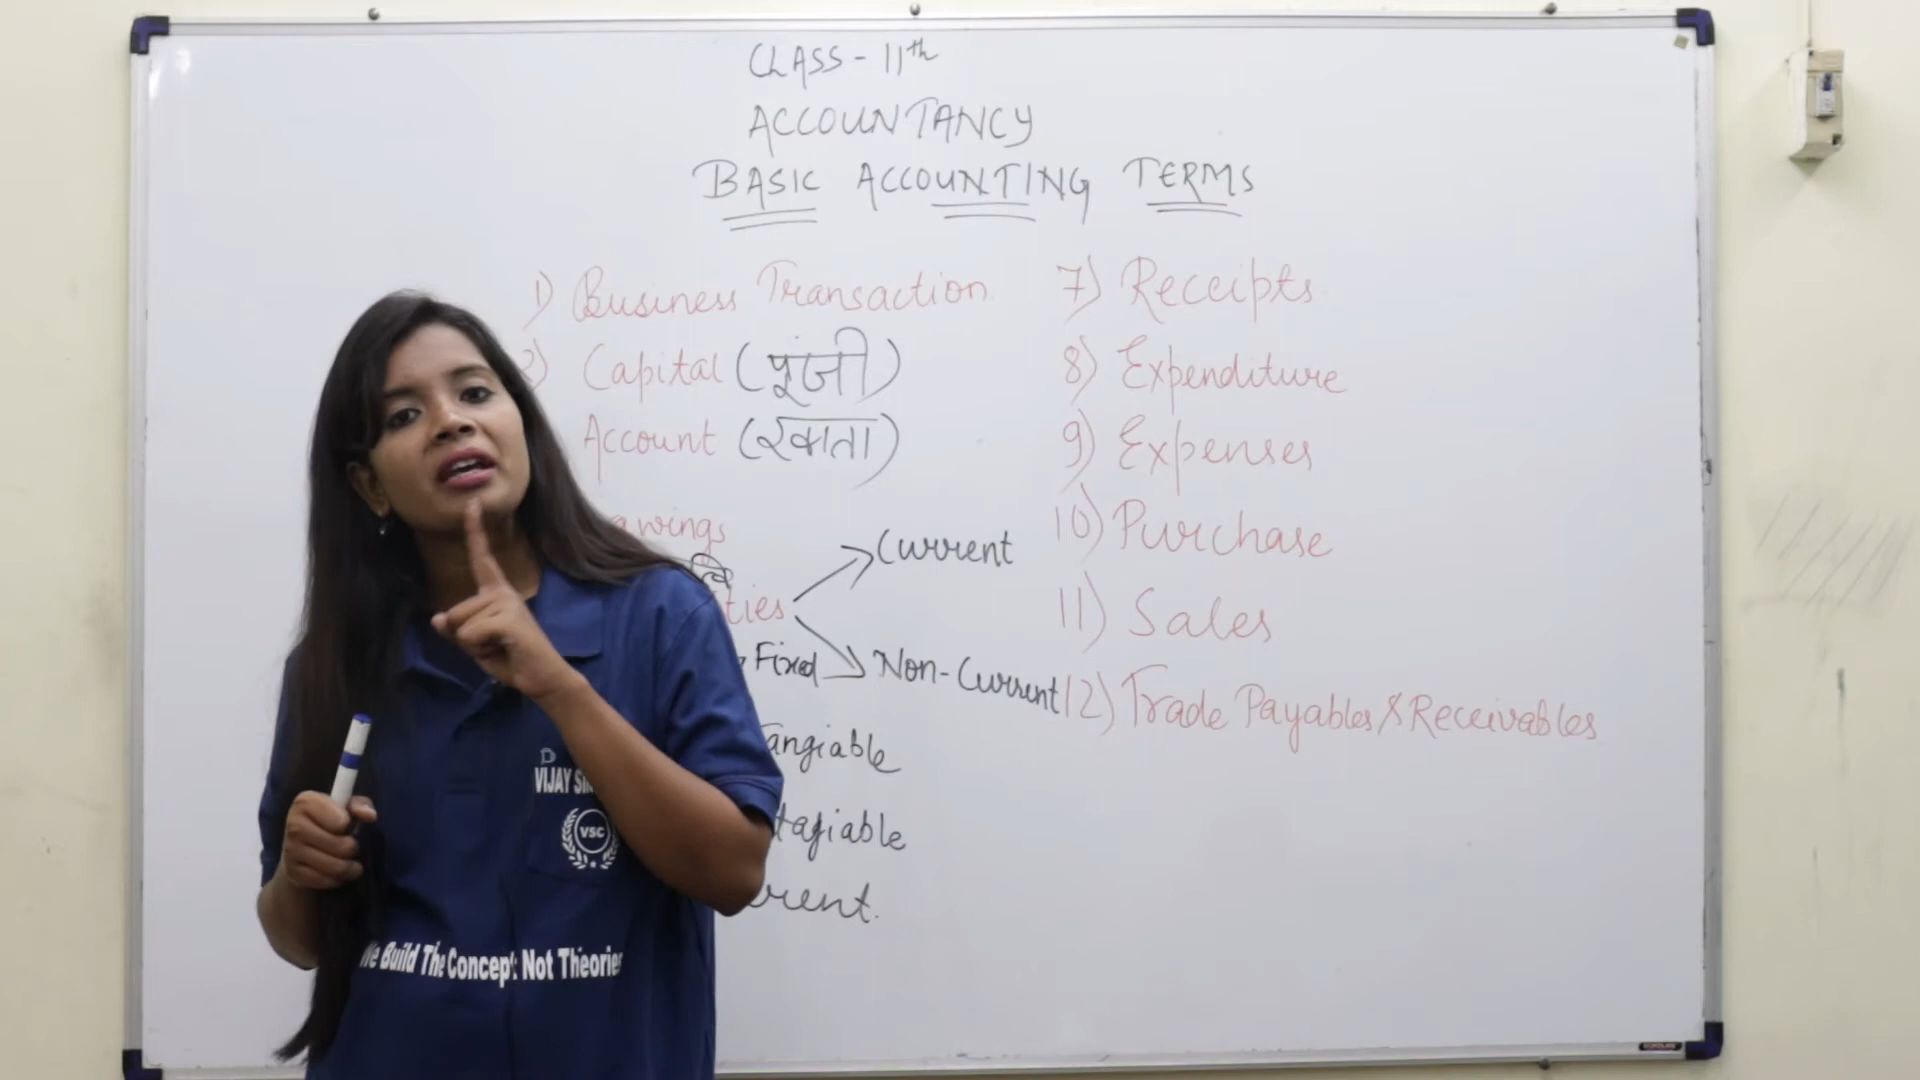 CLASS - 11th
ACCOUNTANCY
BASIC ACCOUNTING TERMS
1) Business Transaction
2) Capital (पूंजी)
Account (खाता)
awings
ties
Current
Fixed
Non-Current
angiable
tagiable
rent.
7) Receipts
8) Expenditure
9) Expenses
10) Purchase
11) Sales
12) Trade Payables & Receivables
VIJAY
VSC
We Build The Concept Not Theories